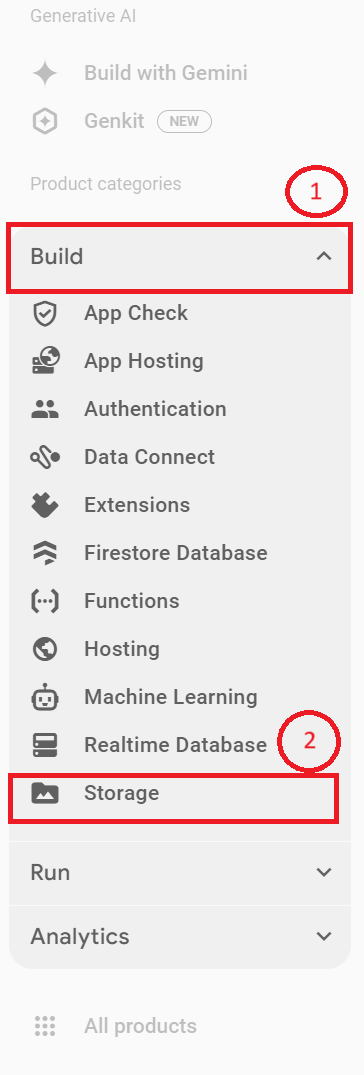 Generative AI
Build with Gemini
Genkit NEW
Product categories
1
Build
App Check
App Hosting
Authentication
Data Connect
Extensions
Firestore Database
Functions
Hosting
Machine Learning
Realtime Database
2
Storage
Run
Analytics
All products